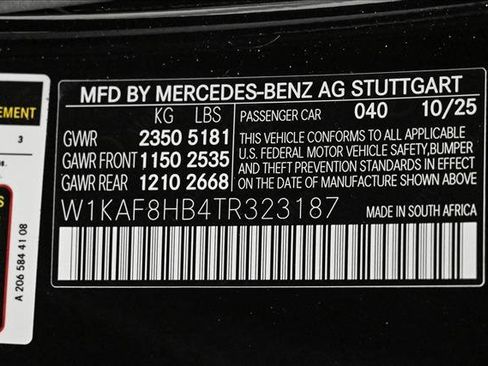 MFD BY MERCEDES-BENZ AG STUTTGART
KG LBS PASSENGER CAR 040 10/25
GVWR 2350 5181
GAWR FRONT 1150 2535
GAWR REAR 1210 2668
THIS VEHICLE CONFORMS TO ALL APPLICABLE
U.S. FEDERAL MOTOR VEHICLE SAFETY, BUMPER
AND THEFT PREVENTION STANDARDS IN EFFECT
ON THE DATE OF MANUFACTURE SHOWN ABOVE.
W1KAF8HB4TR323187 MADE IN SOUTH AFRICA
EMENT
3
A 206 584 41 08